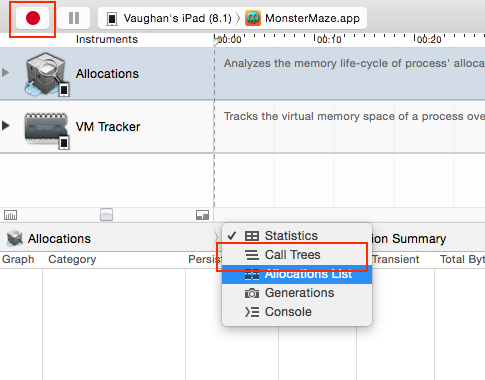 Vaughan's iPad (8.1) MonsterMaze.app
Instruments 00:00 00:10 00:20
Allocations Analyzes the memory life-cycle of process' alloca
VM Tracker Tracks the virtual memory space of a process ove
Allocations Statistics ion Summary
Graph Category Persist Call Trees Transient Total Byt
Allocations List
Generations
Console